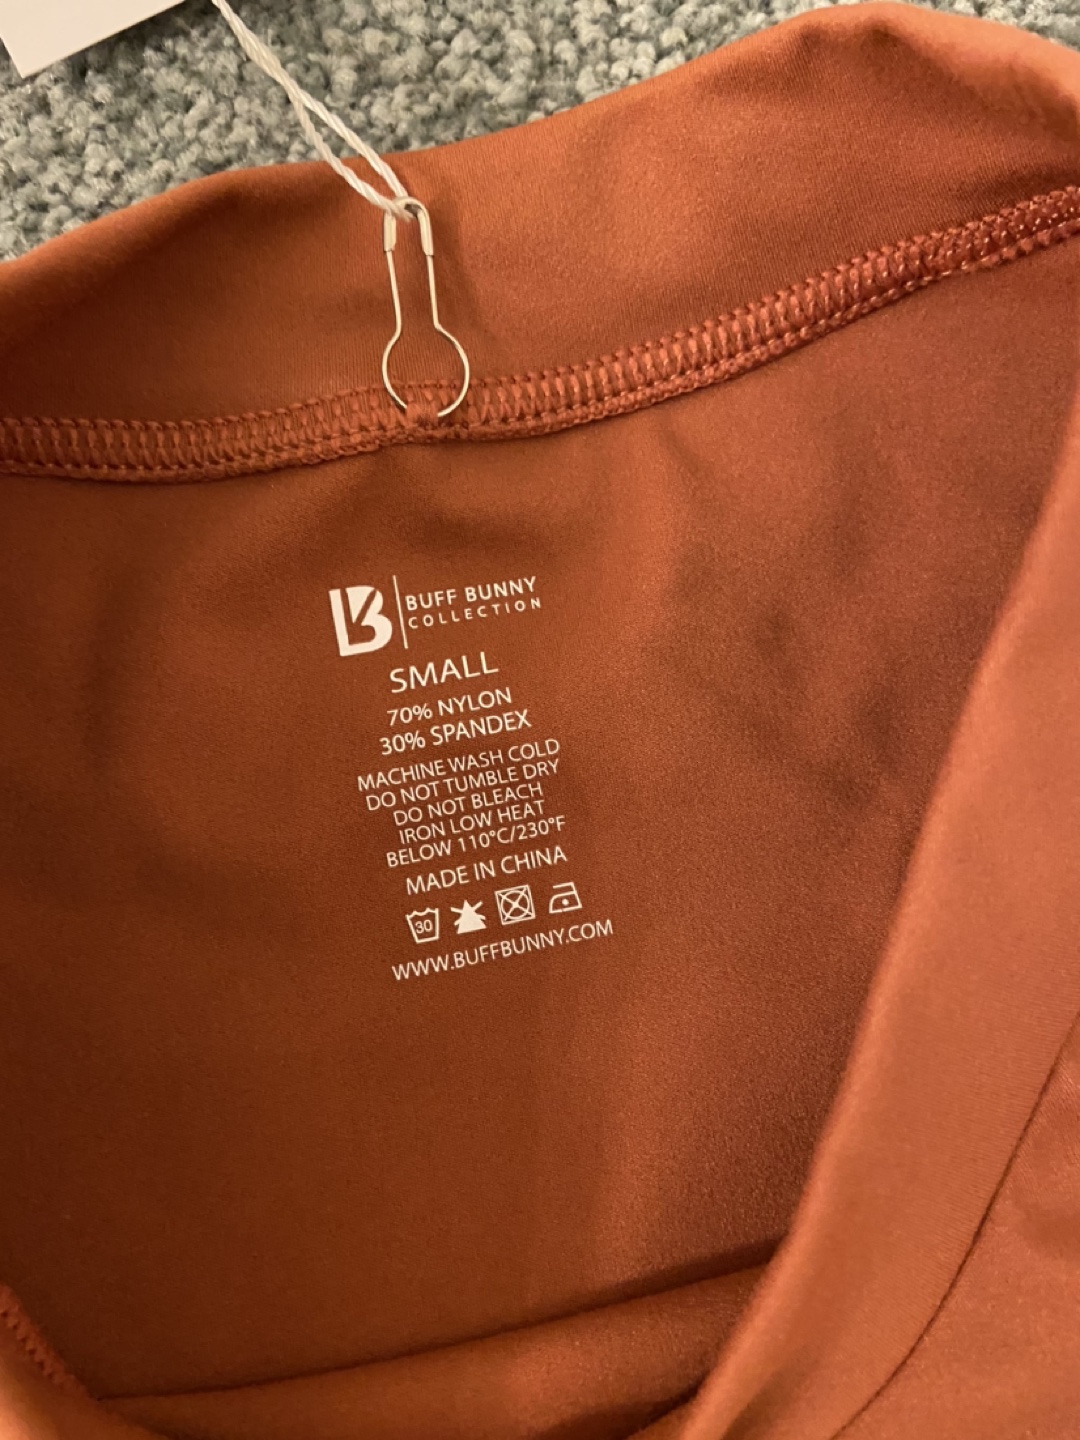 BUFF BUNNY
COLLECTION
SMALL
70% NYLON
30% SPANDEX
MACHINE WASH COLD
DO NOT TUMBLE DRY
DO NOT BLEACH
IRON LOW HEAT
BELOW 110°C/230°F
MADE IN CHINA
30
WWW.BUFFBUNNY.COM